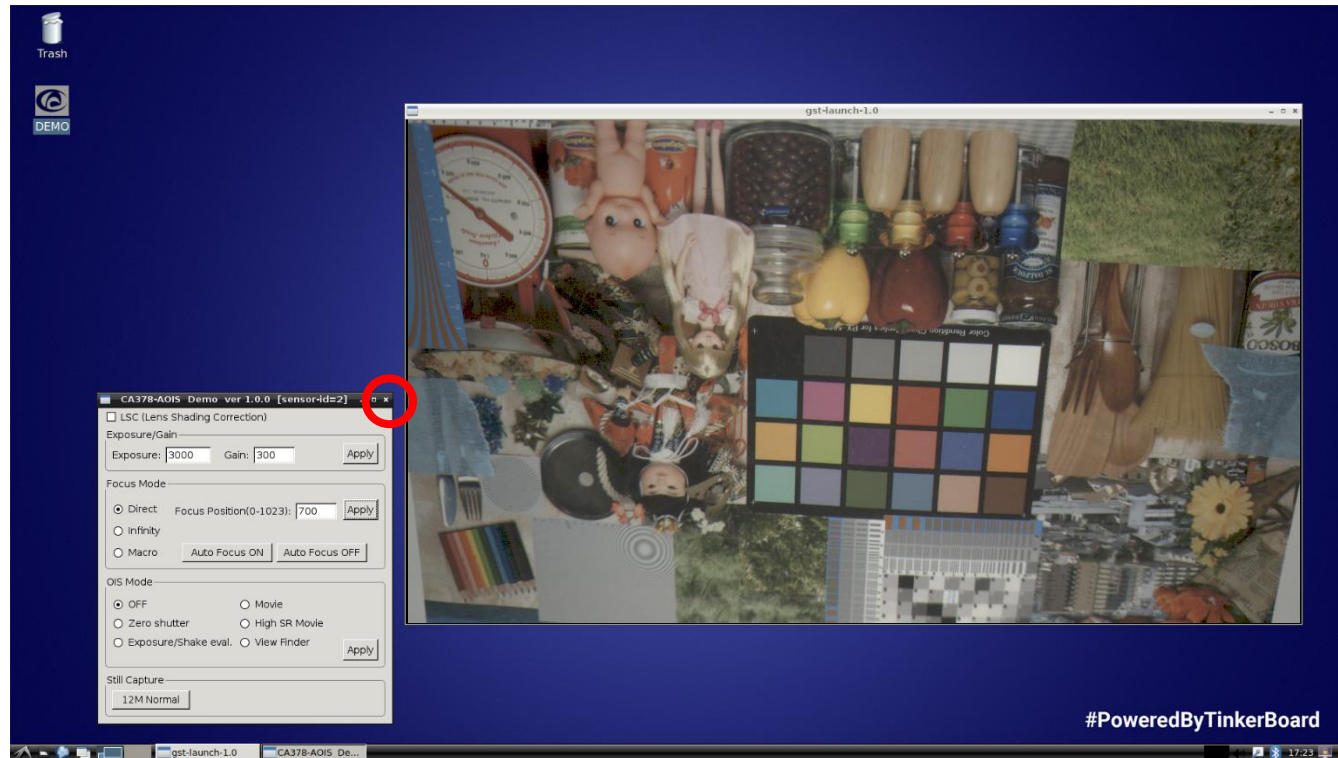 Trash
DEMO
gst-launch-1.0
Color Rendition
CA378-AOIS Demo ver 1.0.0 [sensor-id=2]
LSC (Lens Shading Correction)
Exposure/Gain
Exposure: 3000 Gain: 300 Apply
Focus Mode
Direct Focus Position(0-1023): 700 Apply
Infinity
Macro Auto Focus ON Auto Focus OFF
OIS Mode
OFF Movie
Zero shutter High SR Movie
Exposure/Shake eval. View Finder
Apply
Still Capture
12M Normal
#PoweredByTinkerBoard
gst-launch-1.0 CA378-AOIS De... 17:23